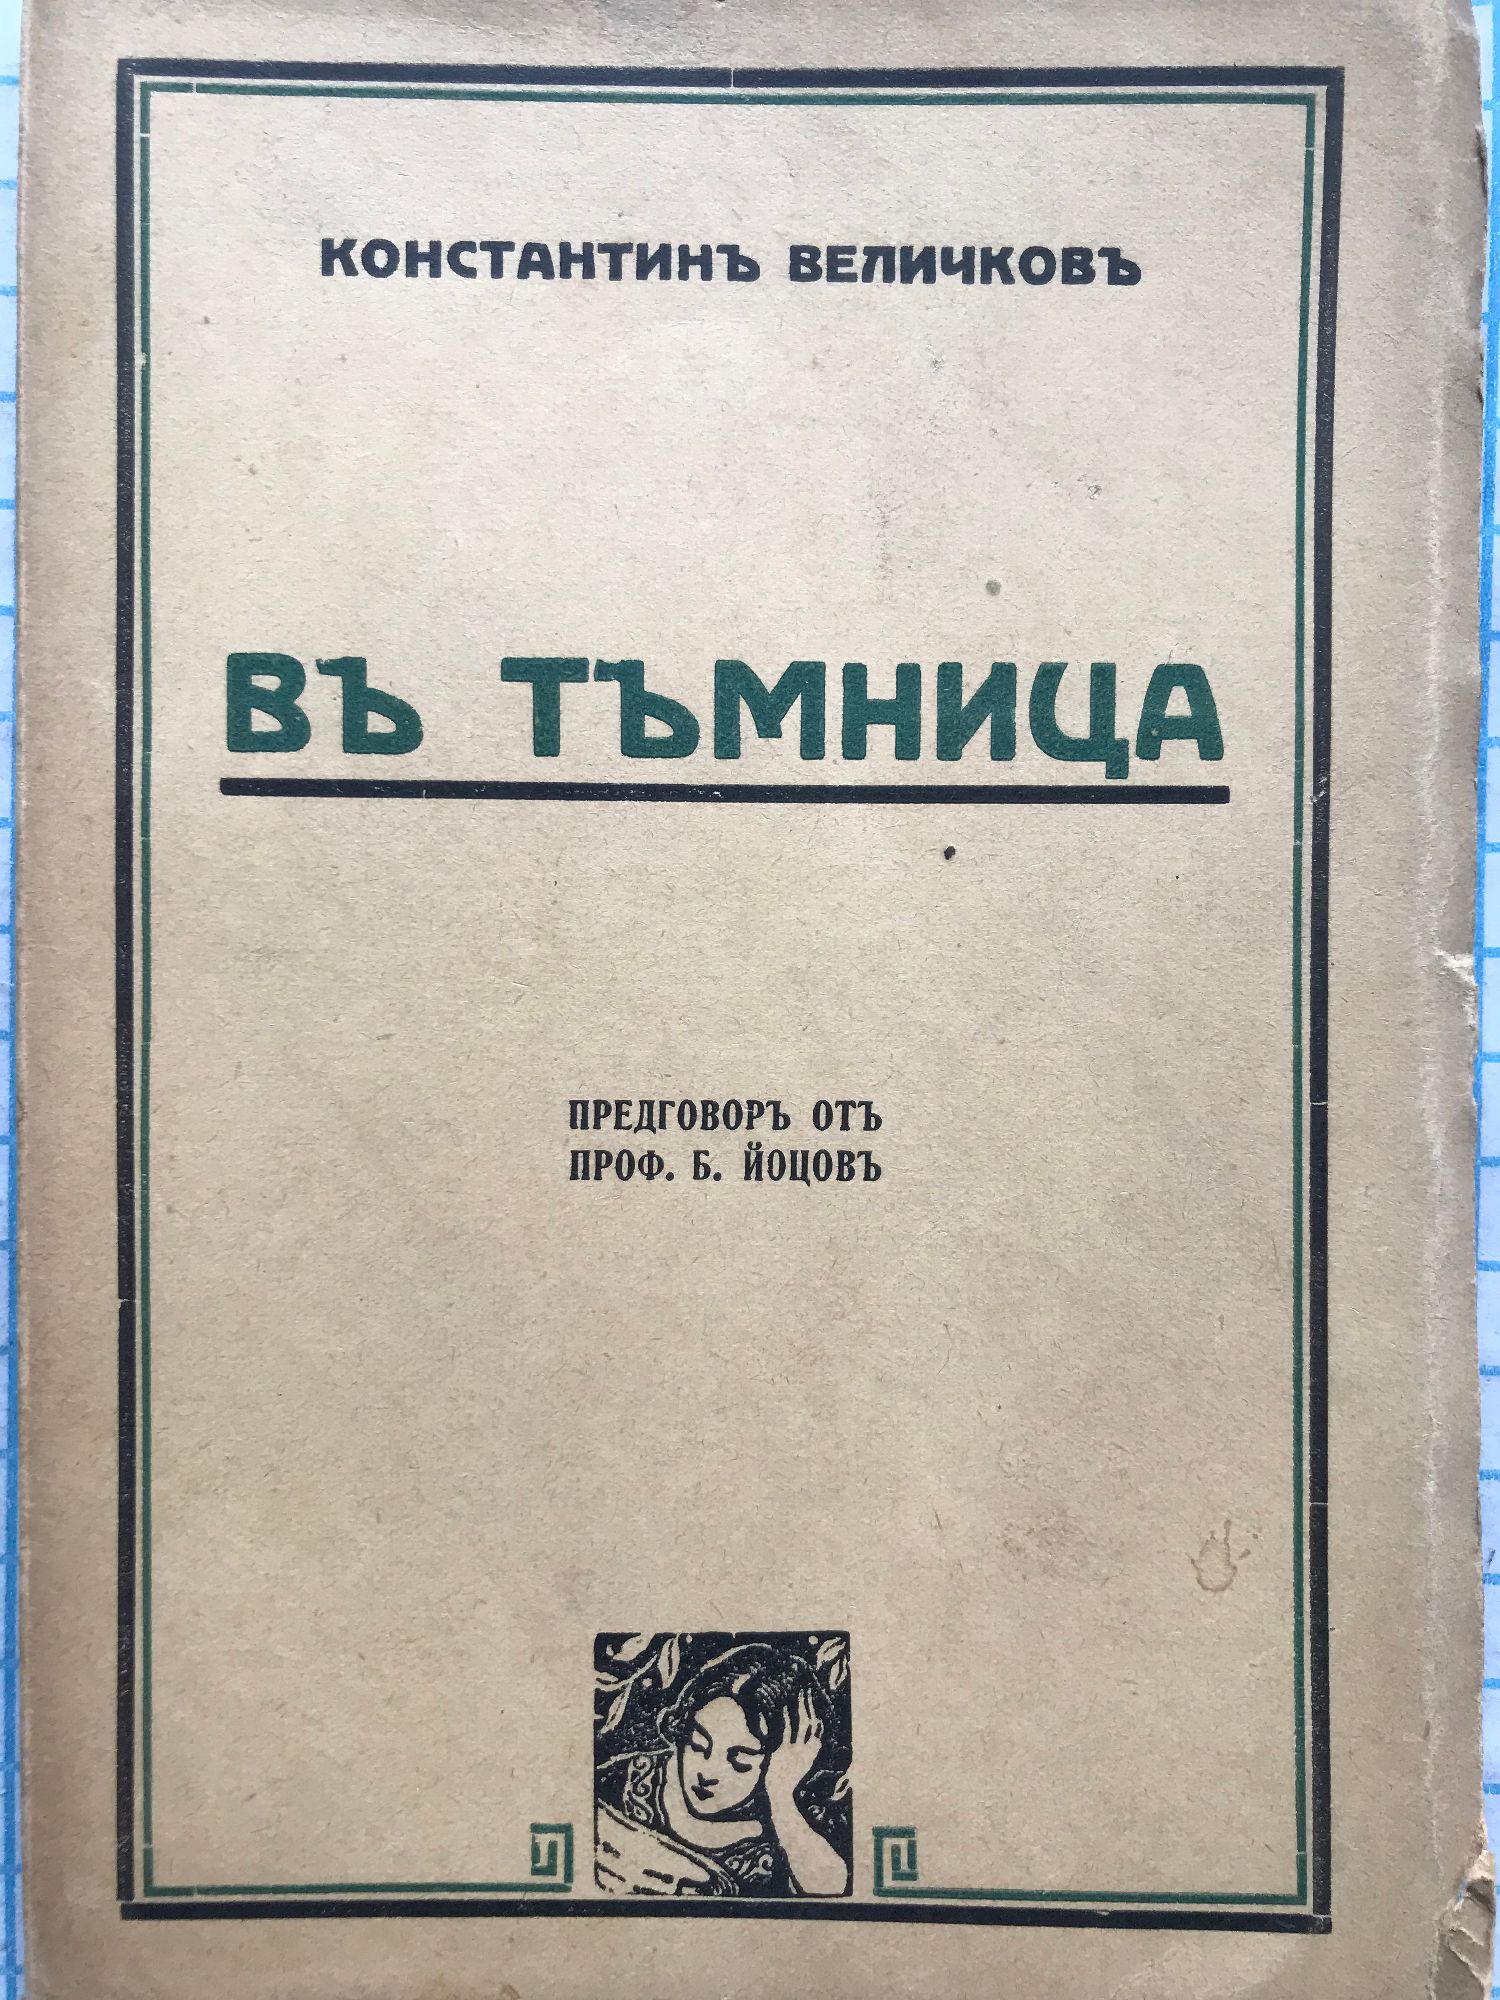 КОНСТАНТИНЪ ВЕЛИЧКОВЪ
ВЪ ТЪМНИЦА
ПРЕДГОВОРЪ ОТЪ
ПРОФ. Б. ЙОЦОВЪ